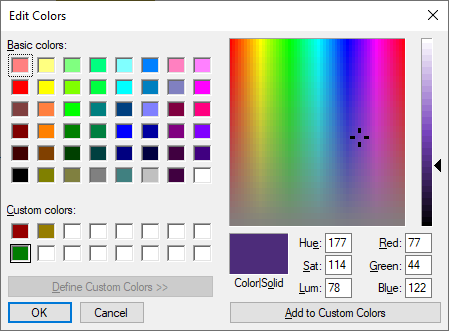 Edit Colors
Basic colors:
Custom colors:
Define Custom Colors >>
OK
Cancel
Color|Solid
Hue: 177
Sat: 114
Lum: 78
Red: 77
Green: 44
Blue: 122
Add to Custom Colors